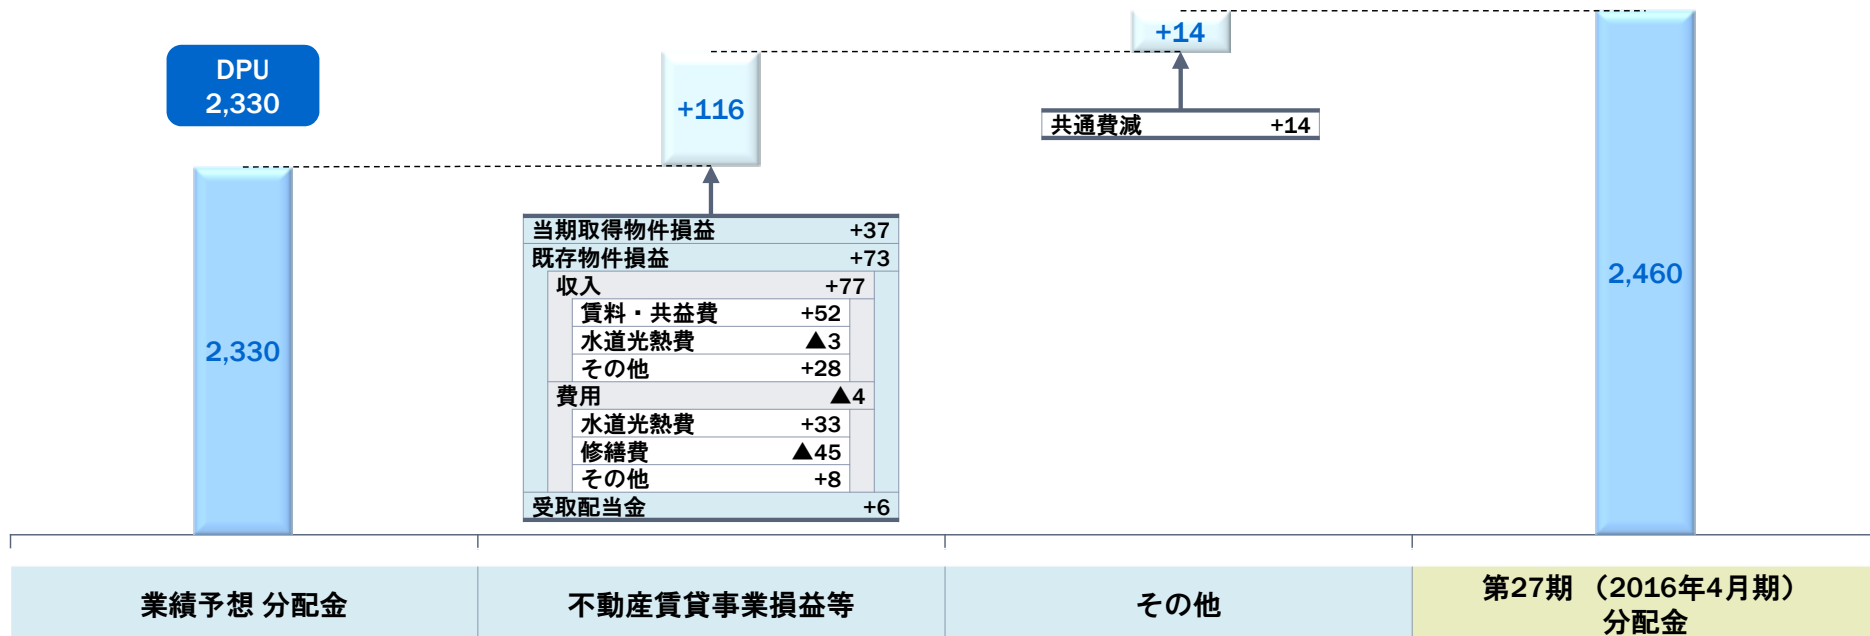 DPU
2,330
2,330
+116
当期取得物件損益 +37
既存物件損益 +73
収入 +77
賃料・共益費 +52
水道光熱費 ▲3
その他 +28
費用 ▲4
水道光熱費 +33
修繕費 ▲45
その他 +8
受取配当金 +6
+14
共通費減 +14
2,460
業績予想 分配金
不動産賃貸事業損益等
その他
第27期 （2016年4月期）
分配金